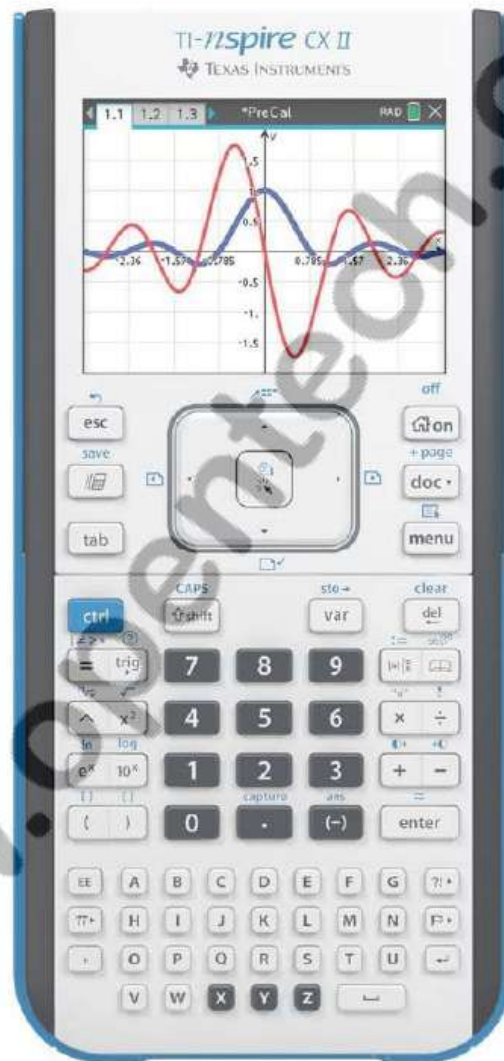 TI-nspire CX II
TEXAS INSTRUMENTS
1.1 1.2 1.3 *PreCal RAD
y
.5
1
0.5
-2.36 -1.57 0.785 0.785 1.57 2.36 x
-0.5
-1.
-1.5
off
esc on
save + page
doc
tab menu
CAPS sto→ clear
ctrl shift var del
= trig 7 8 9
^ x² 4 5 6 × ÷
ln log
eˣ 10ˣ 1 2 3 + −
capture ans ≈
( ) 0 . (−) enter
EE A B C D E F G ?!
π H I J K L M N
, O P Q R S T U
V W X Y Z
opentech